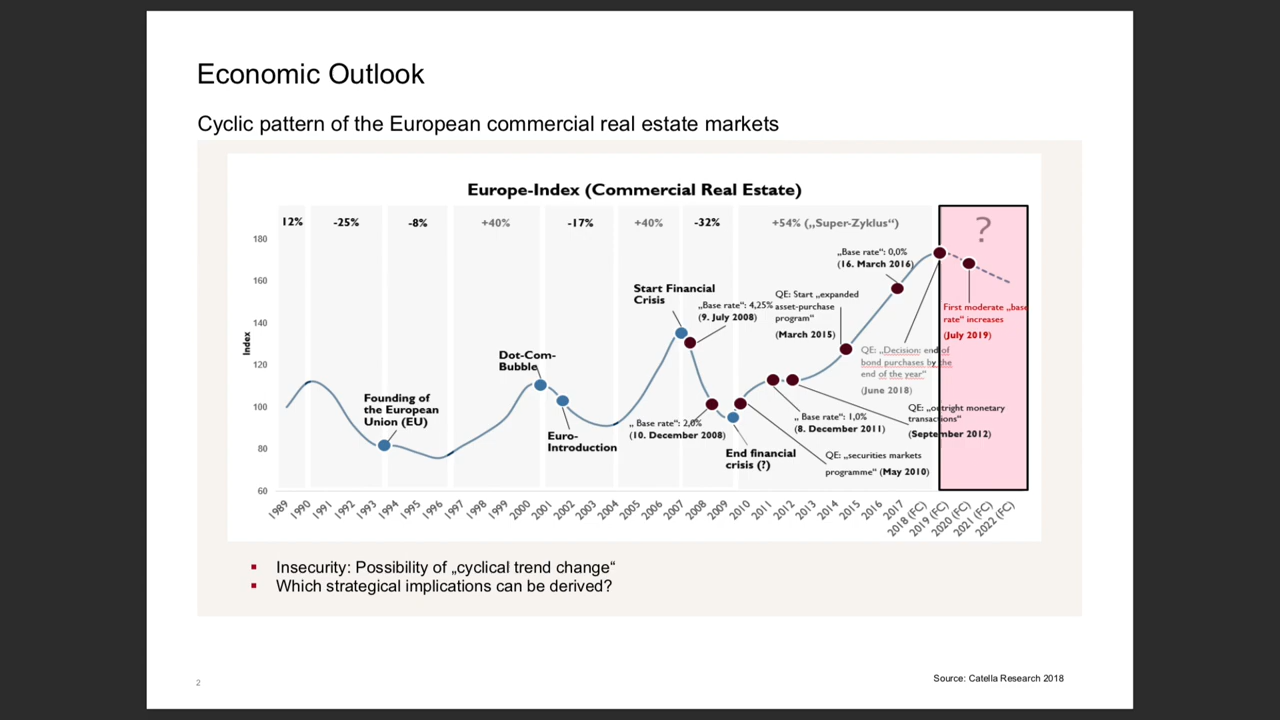 Economic Outlook
Cyclic pattern of the European commercial real estate markets
Europe-Index (Commercial Real Estate)
12%
-25%
-8%
+40%
-17%
+40%
-32%
+54% („Super-Zyklus“)
?
Index
180
160
140
120
100
80
60
Founding of
the European
Union (EU)
Dot-Com-
Bubble
Euro-
Introduction
Start Financial
Crisis
„Base rate“: 4,25%
(9. July 2008)
„ Base rate“: 2,0%
(10. December 2008)
End financial
crisis (?)
QE: „securities markets
programme“ (May 2010)
„ Base rate“: 1,0%
(8. December 2011)
QE: „outright monetary
transactions“
(September 2012)
QE: Start „expanded
asset-purchase
program“
(March 2015)
„Base rate“: 0,0%
(16. March 2016)
QE: „Decision: end of
bond purchases by the
end of the year“
(June 2018)
First moderate „base
rate“ increases
(July 2019)
1989
1990
1991
1992
1993
1994
1995
1996
1997
1998
1999
2000
2001
2002
2003
2004
2005
2006
2007
2008
2009
2010
2011
2012
2013
2014
2015
2016
2017
2018 (FC)
2019 (FC)
2020 (FC)
2021 (FC)
2022 (FC)
▪ Insecurity: Possibility of „cyclical trend change“
▪ Which strategical implications can be derived?
2
Source: Catella Research 2018